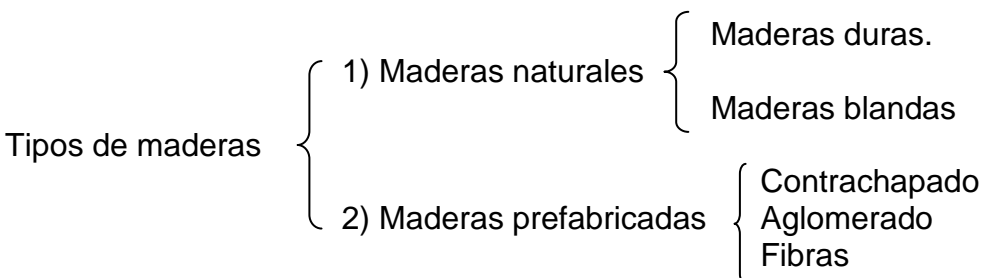 Tipos de maderas
1) Maderas naturales
Maderas duras.
Maderas blandas
2) Maderas prefabricadas
Contrachapado
Aglomerado
Fibras